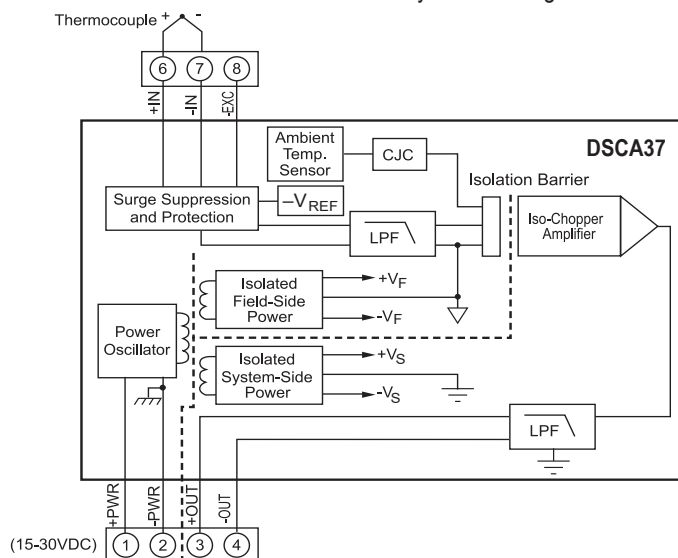 Thermocouple + -
6 7 8
+IN
-IN
-EXC
DSCA37
Ambient
Temp.
Sensor
CJC
Isolation Barrier
Surge Suppression
and Protection
–VREF
LPF
Iso-Chopper
Amplifier
Isolated
Field-Side
Power
+VF
-VF
Power
Oscillator
Isolated
System-Side
Power
+VS
-VS
LPF
+PWR
-PWR
+OUT
-OUT
(15-30VDC) 1 2 3 4